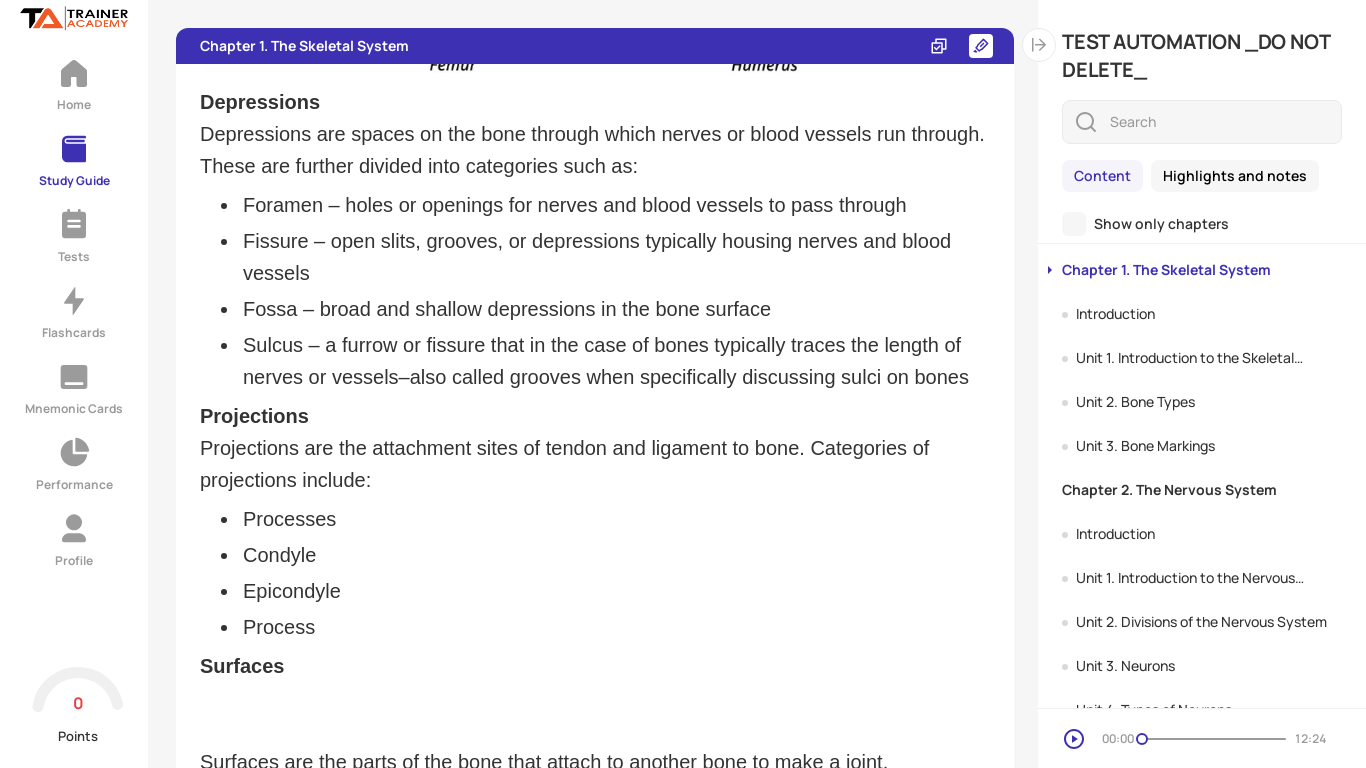 TRAINER
ACADEMY
Home
Study Guide
Tests
Flashcards
Mnemonic Cards
Performance
Profile
0
Points
Chapter 1. The Skeletal System
Femur
Humerus
Depressions
Depressions are spaces on the bone through which nerves or blood vessels run through.
These are further divided into categories such as:
• Foramen – holes or openings for nerves and blood vessels to pass through
• Fissure – open slits, grooves, or depressions typically housing nerves and blood
vessels
• Fossa – broad and shallow depressions in the bone surface
• Sulcus – a furrow or fissure that in the case of bones typically traces the length of
nerves or vessels–also called grooves when specifically discussing sulci on bones
Projections
Projections are the attachment sites of tendon and ligament to bone. Categories of
projections include:
• Processes
• Condyle
• Epicondyle
• Process
Surfaces
Surfaces are the parts of the bone that attach to another bone to make a joint.
TEST AUTOMATION _DO NOT
DELETE_
Search
Content
Highlights and notes
Show only chapters
Chapter 1. The Skeletal System
Introduction
Unit 1. Introduction to the Skeletal...
Unit 2. Bone Types
Unit 3. Bone Markings
Chapter 2. The Nervous System
Introduction
Unit 1. Introduction to the Nervous...
Unit 2. Divisions of the Nervous System
Unit 3. Neurons
Unit 4. Types of Neurons
00:00
12:24